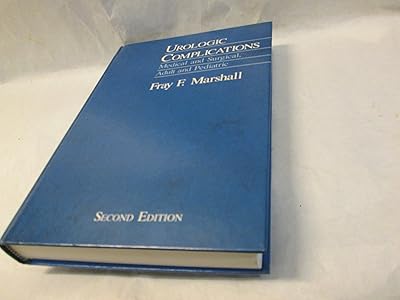 UROLOGIC
COMPLICATIONS
Medical and Surgical,
Adult and Pediatric
Fray F. Marshall
SECOND EDITION